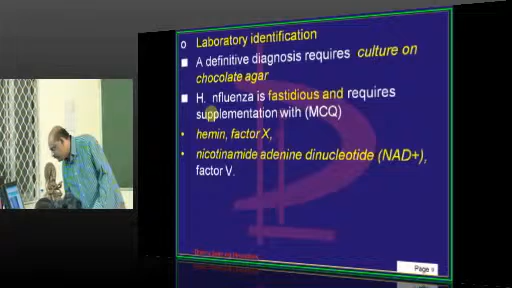 Laboratory identification
A definitive diagnosis requires culture on
chocolate agar
H. nfluenza is fastidious and requires
supplementation with (MCQ)
hemin, factor X,
nicotinamide adenine dinucleotide (NAD+),
factor V.
Page 9